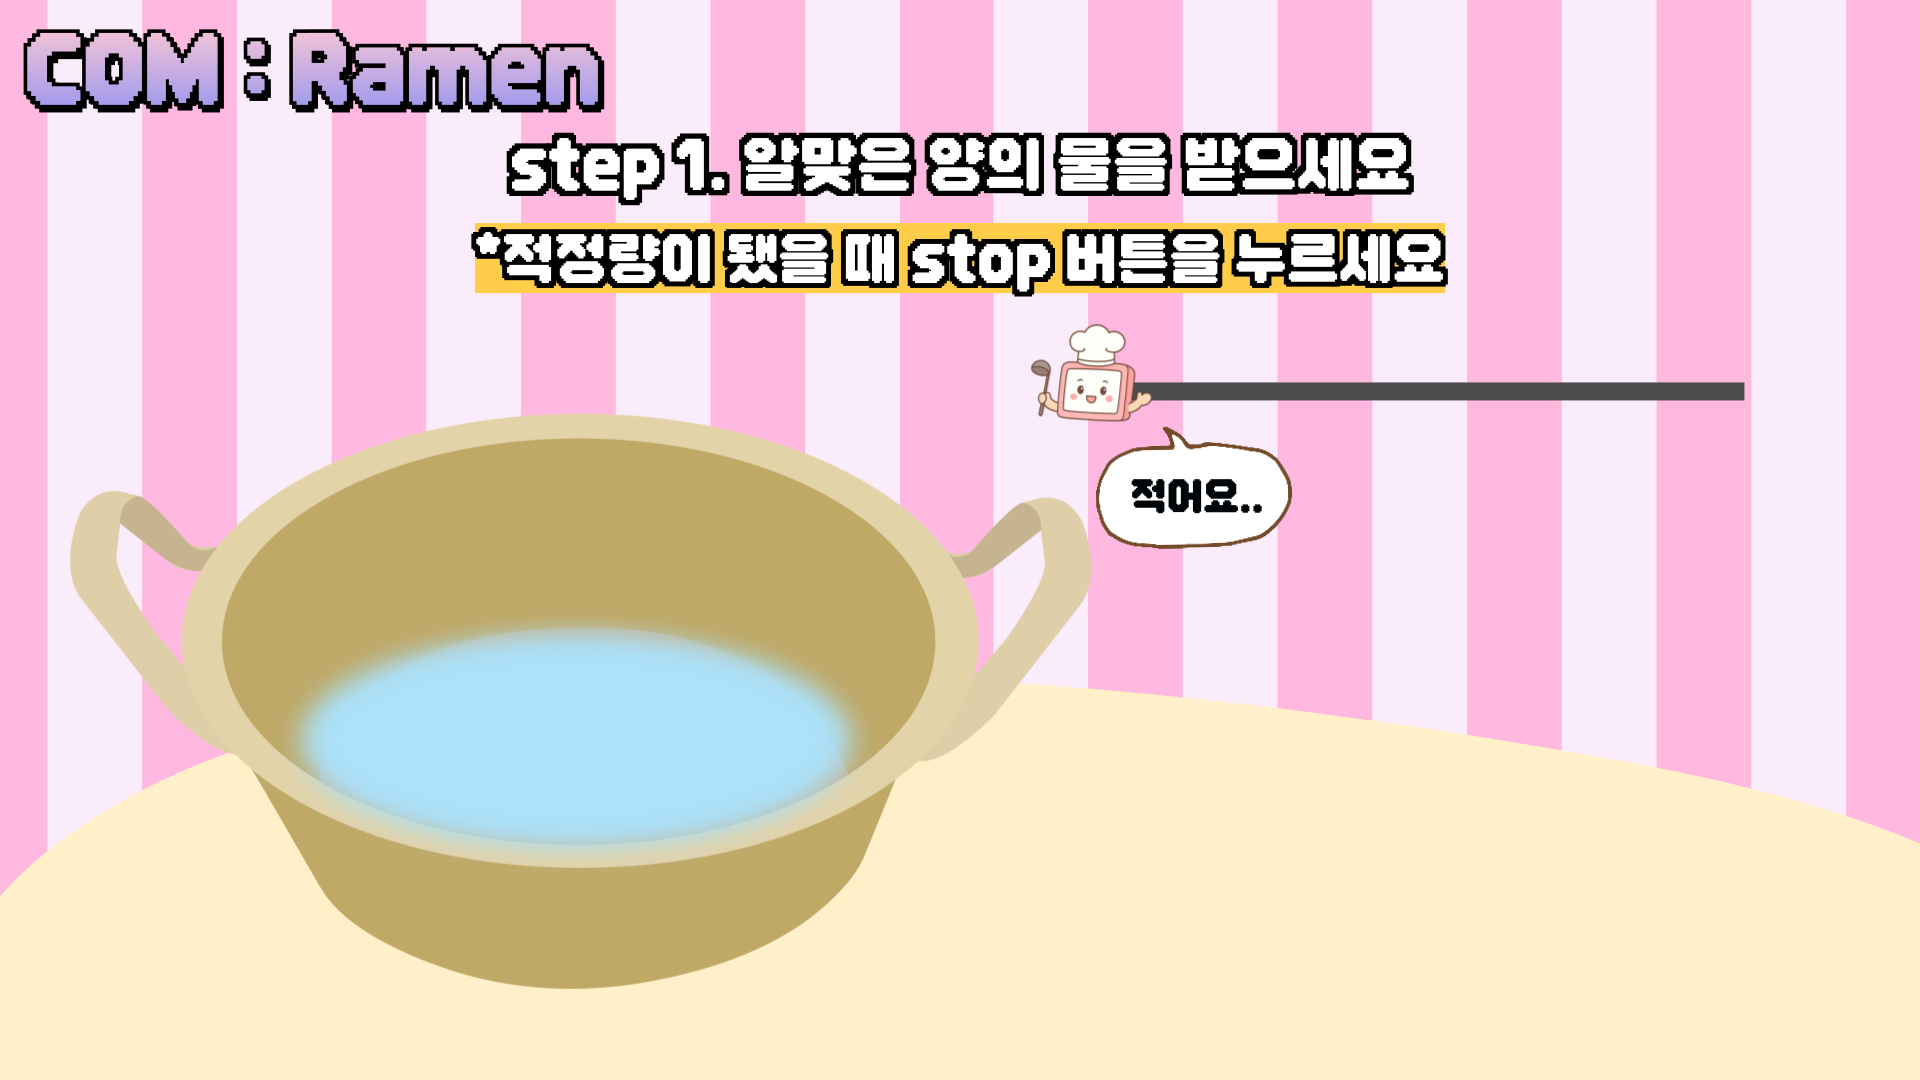 COM : Ramen
step 1. 알맞은 양의 물을 받으세요
*적정량이 됐을 때 stop 버튼을 누르세요
적어요..